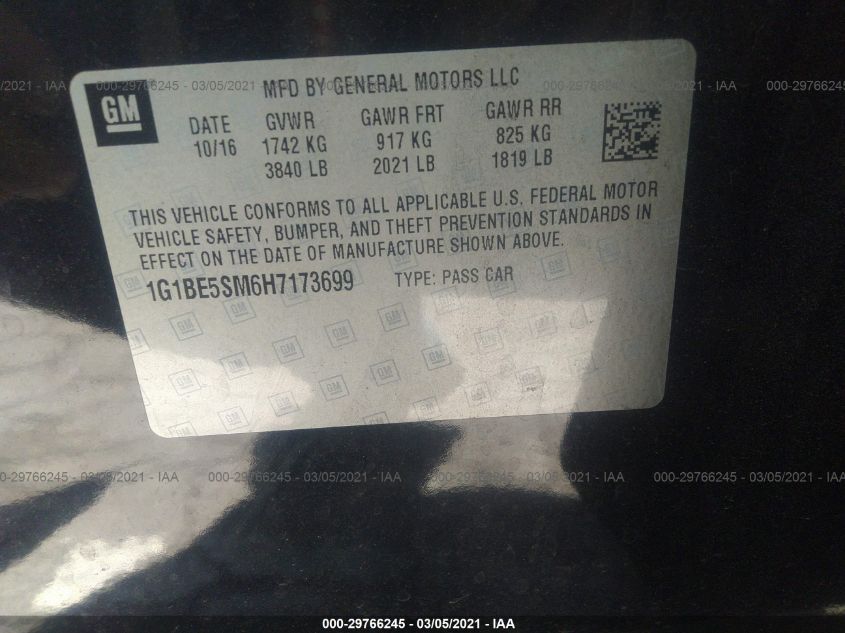 GM
MFD BY GENERAL MOTORS LLC
DATE GVWR GAWR FRT GAWR RR
10/16 1742 KG 917 KG 825 KG
3840 LB 2021 LB 1819 LB
THIS VEHICLE CONFORMS TO ALL APPLICABLE U.S. FEDERAL MOTOR
VEHICLE SAFETY, BUMPER, AND THEFT PREVENTION STANDARDS IN
EFFECT ON THE DATE OF MANUFACTURE SHOWN ABOVE.
1G1BE5SM6H7173699 TYPE: PASS CAR
000-29766245 - 03/05/2021 - IAA
000-29766245 - 03/05/2021 - IAA
000-29766245 - 03/05/2021 - IAA